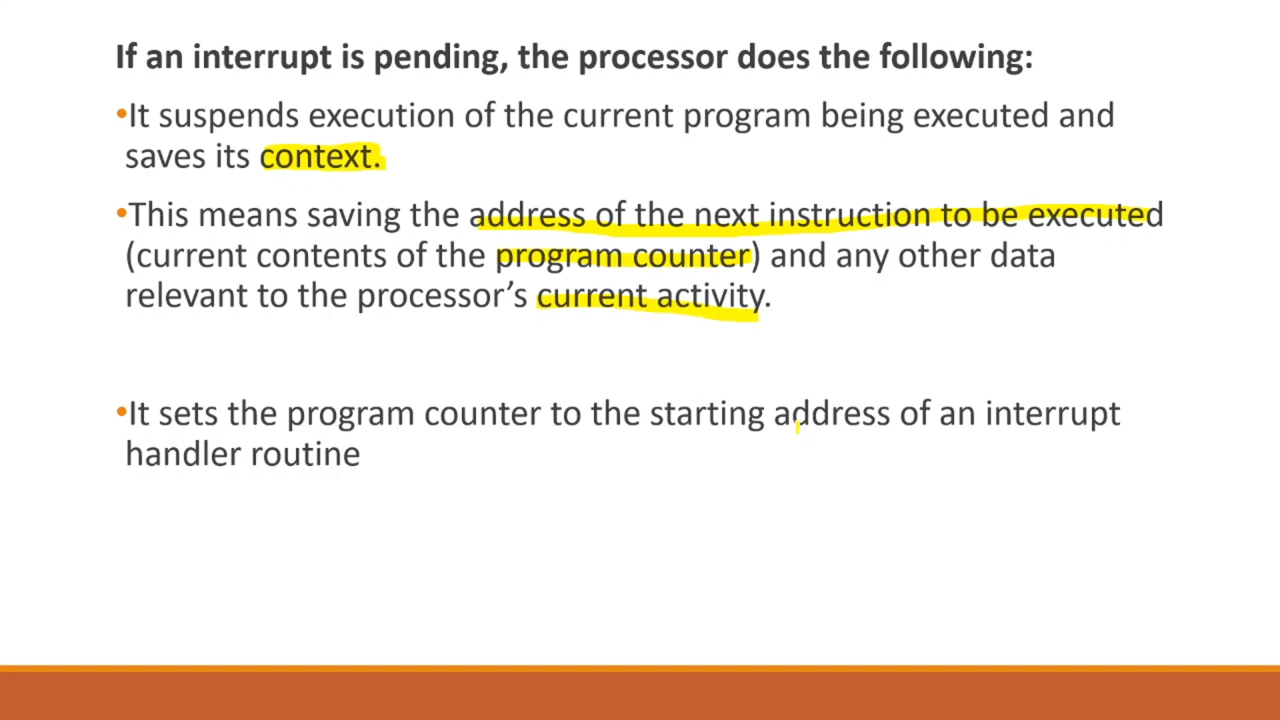 If an interrupt is pending, the processor does the following:
•It suspends execution of the current program being executed and
saves its context.
•This means saving the address of the next instruction to be executed
(current contents of the program counter) and any other data
relevant to the processor’s current activity.
•It sets the program counter to the starting address of an interrupt
handler routine